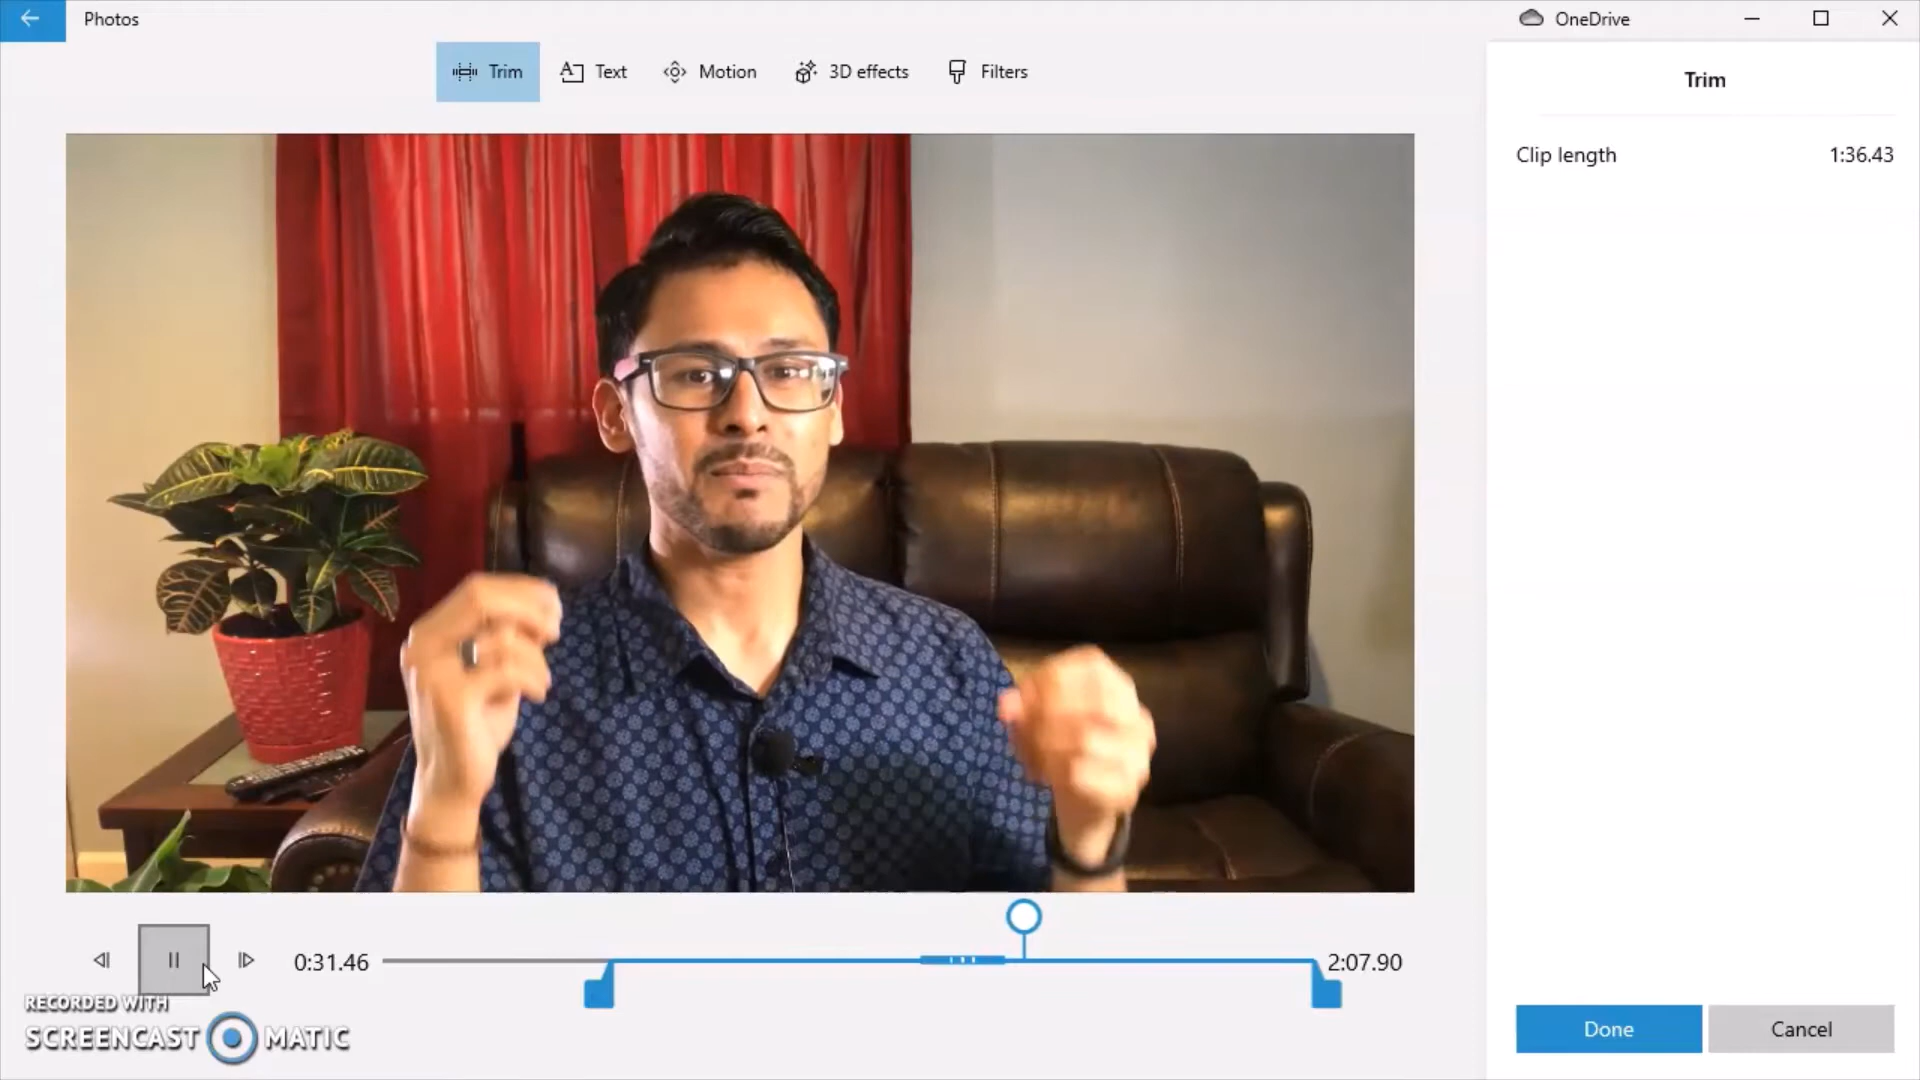 Photos
OneDrive
Trim
Text
Motion
3D effects
Filters
Trim
Clip length 1:36.43
0:31.46
2:07.90
RECORDED WITH
SCREENCAST MATIC
Done
Cancel